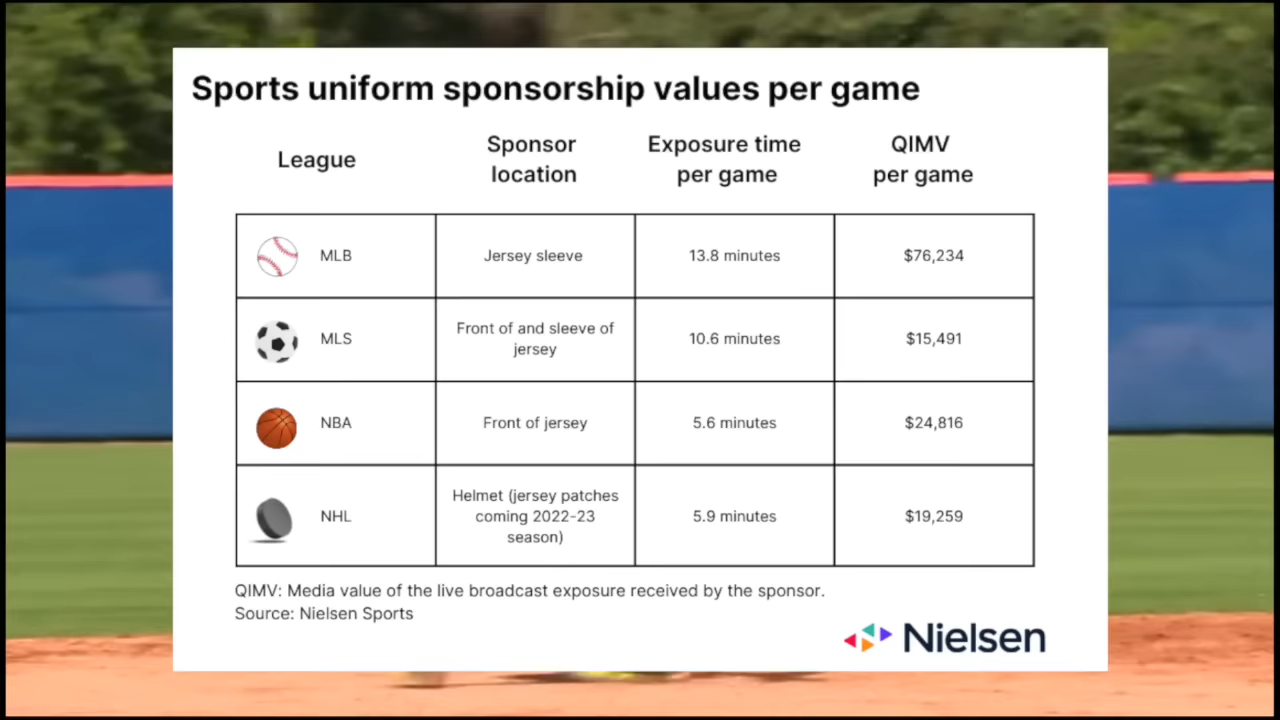 Sports uniform sponsorship values per game
League
Sponsor
location
Exposure time
per game
QIMV
per game
MLB
Jersey sleeve
13.8 minutes
$76,234
MLS
Front of and sleeve of
jersey
10.6 minutes
$15,491
NBA
Front of jersey
5.6 minutes
$24,816
NHL
Helmet (jersey patches
coming 2022-23
season)
5.9 minutes
$19,259
QIMV: Media value of the live broadcast exposure received by the sponsor.
Source: Nielsen Sports
Nielsen